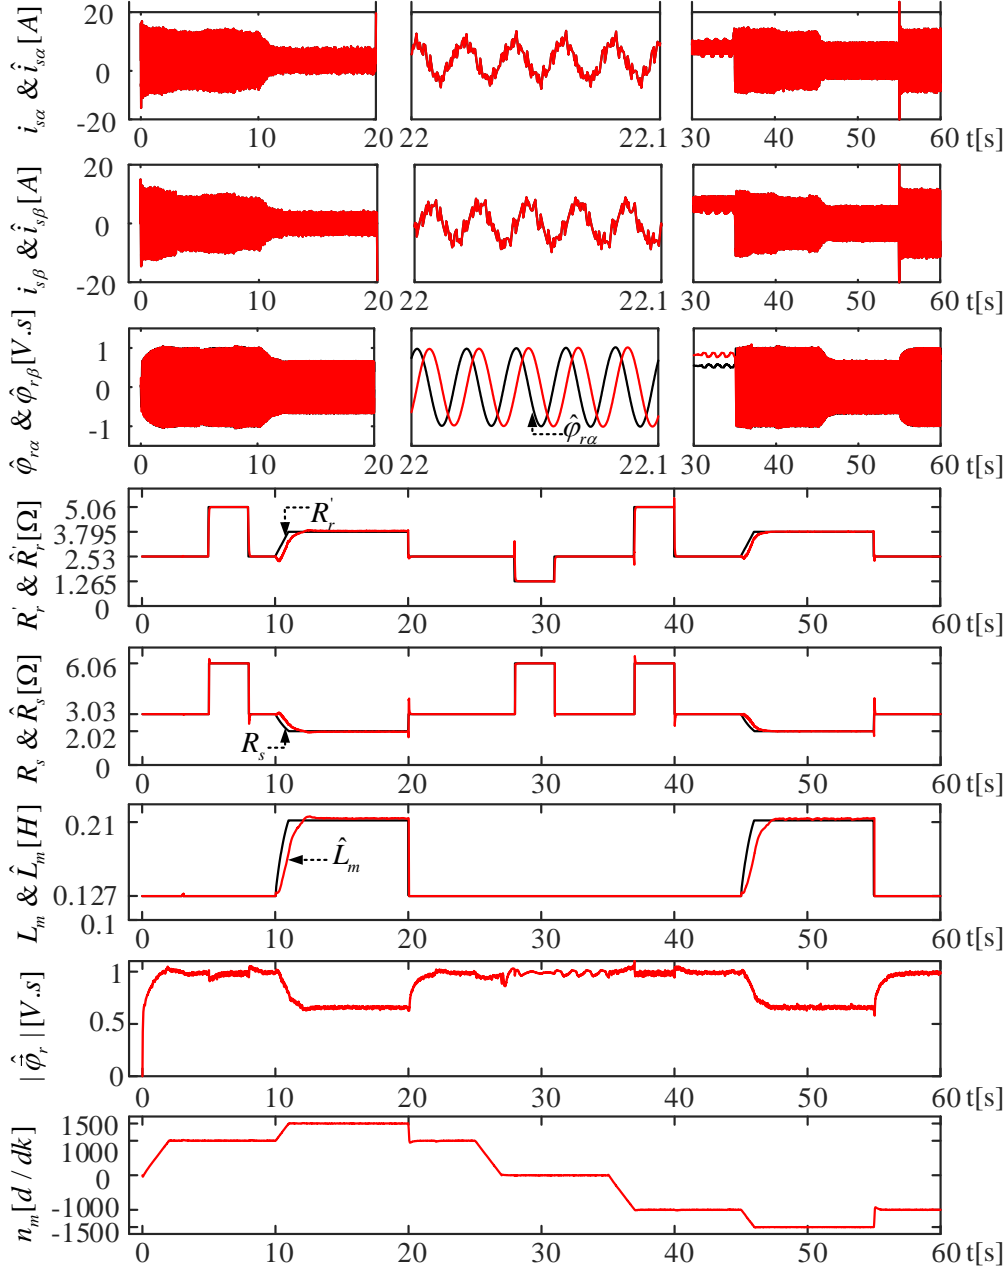 i_sα & î_sα [A]
20
0
-20
0 10 20 22 22.1 30 40 50 60 t[s]
i_sβ & î_sβ [A]
20
0
-20
0 10 20 22 22.1 30 40 50 60 t[s]
φ̂_rα & φ̂_rβ [V.s]
1
0
-1
φ̂_rα
0 10 20 22 22.1 30 40 50 60 t[s]
R_r' & R̂_r' [Ω]
5.06
3.795
2.53
1.265
0
R_r'
0 10 20 30 40 50 60 t[s]
R_s & R̂_s [Ω]
6.06
3.03
2.02
0
R_s
0 10 20 30 40 50 60 t[s]
L_m & L̂_m [H]
0.21
0.127
0.1
L̂_m
0 10 20 30 40 50 60 t[s]
| φ̂⃗_r | [V.s]
1
0.5
0
0 10 20 30 40 50 60 t[s]
n_m [d / dk]
1500
1000
0
-1000
-1500
0 10 20 30 40 50 60 t[s]